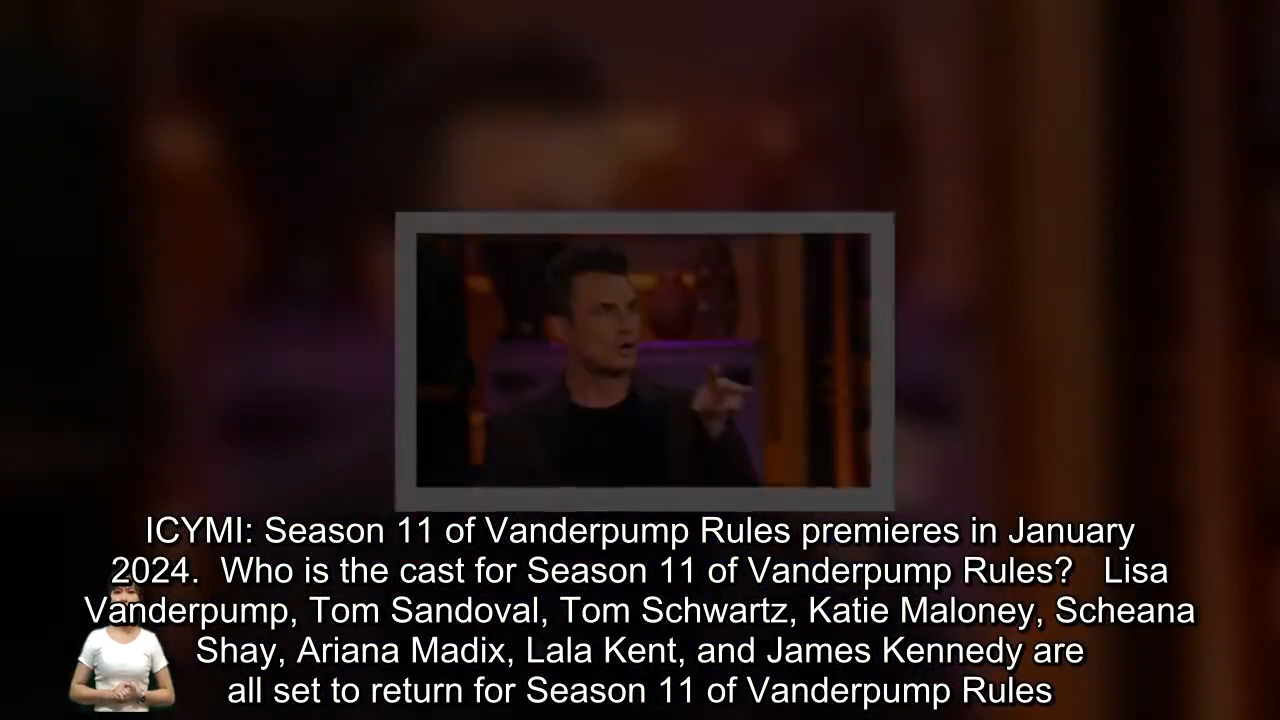 ICYMI: Season 11 of Vanderpump Rules premieres in January
2024.  Who is the cast for Season 11 of Vanderpump Rules?   Lisa
Vanderpump, Tom Sandoval, Tom Schwartz, Katie Maloney, Scheana
Shay, Ariana Madix, Lala Kent, and James Kennedy are
all set to return for Season 11 of Vanderpump Rules